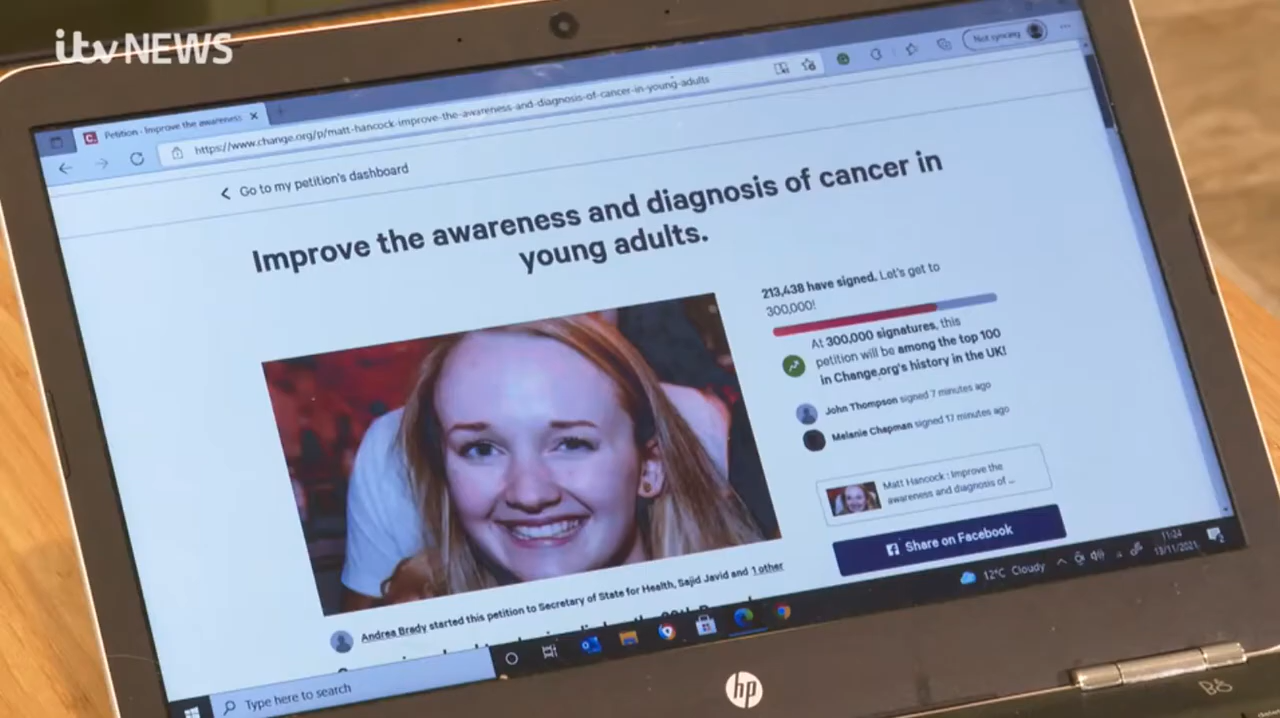 itv NEWS
Petition · Improve the awareness
Not syncing
https://www.change.org/p/matt-hancock-improve-the-awareness-and-diagnosis-of-cancer-in-young-adults
Go to my petition's dashboard
Improve the awareness and diagnosis of cancer in
young adults.
213,438 have signed. Let's get to
300,000!
At 300,000 signatures, this
petition will be among the top 100
in Change.org's history in the UK!
John Thompson signed 7 minutes ago
Melanie Chapman signed 17 minutes ago
Matt Hancock : Improve the
awareness and diagnosis of ...
Share on Facebook
Andrea Brady started this petition to Secretary of State for Health, Sajid Javid and 1 other
Type here to search
12°C Cloudy
11:24
13/11/2021
hp
B8